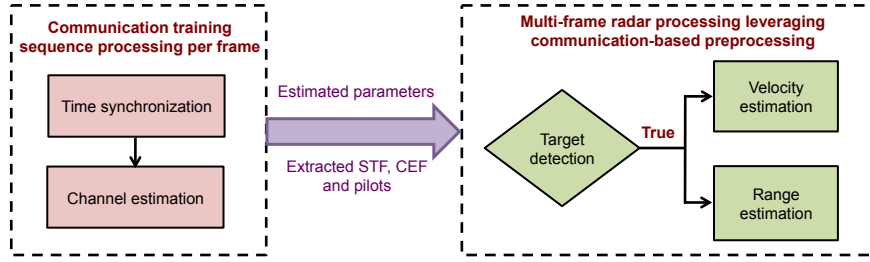 Communication training
sequence processing per frame
Time synchronization
Channel estimation
Estimated parameters
Extracted STF, CEF
and pilots
Multi-frame radar processing leveraging
communication-based preprocessing
Target
detection
True
Velocity
estimation
Range
estimation